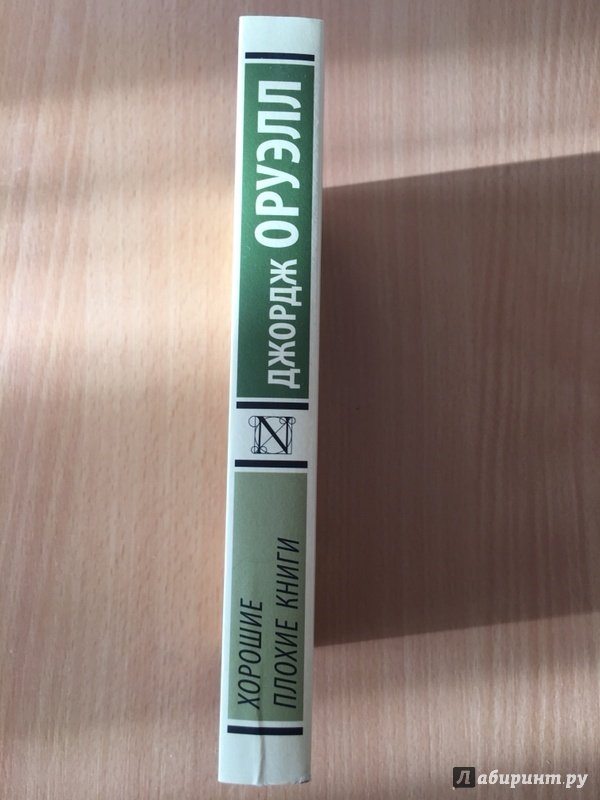 ДЖОРДЖ ОРУЭЛЛ
N
ХОРОШИЕ
ПЛОХИЕ КНИГИ
Лабиринт.ру